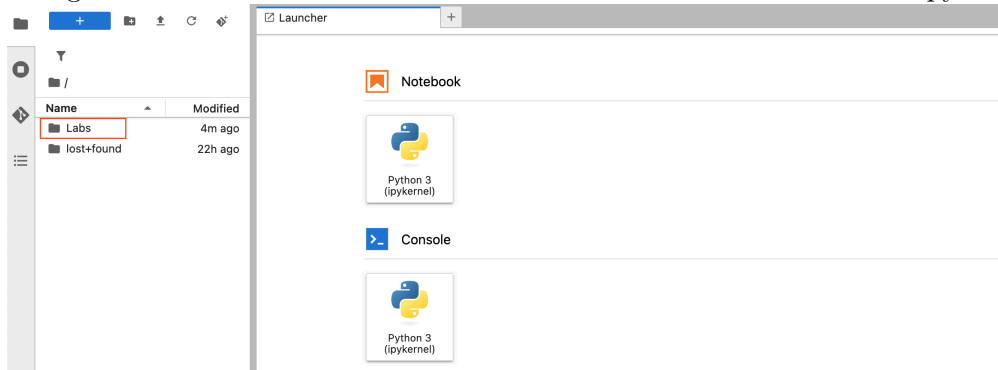 +
Launcher
+
/
Name
Modified
Labs
4m ago
lost+found
22h ago
Notebook
Python 3
(ipykernel)
Console
Python 3
(ipykernel)